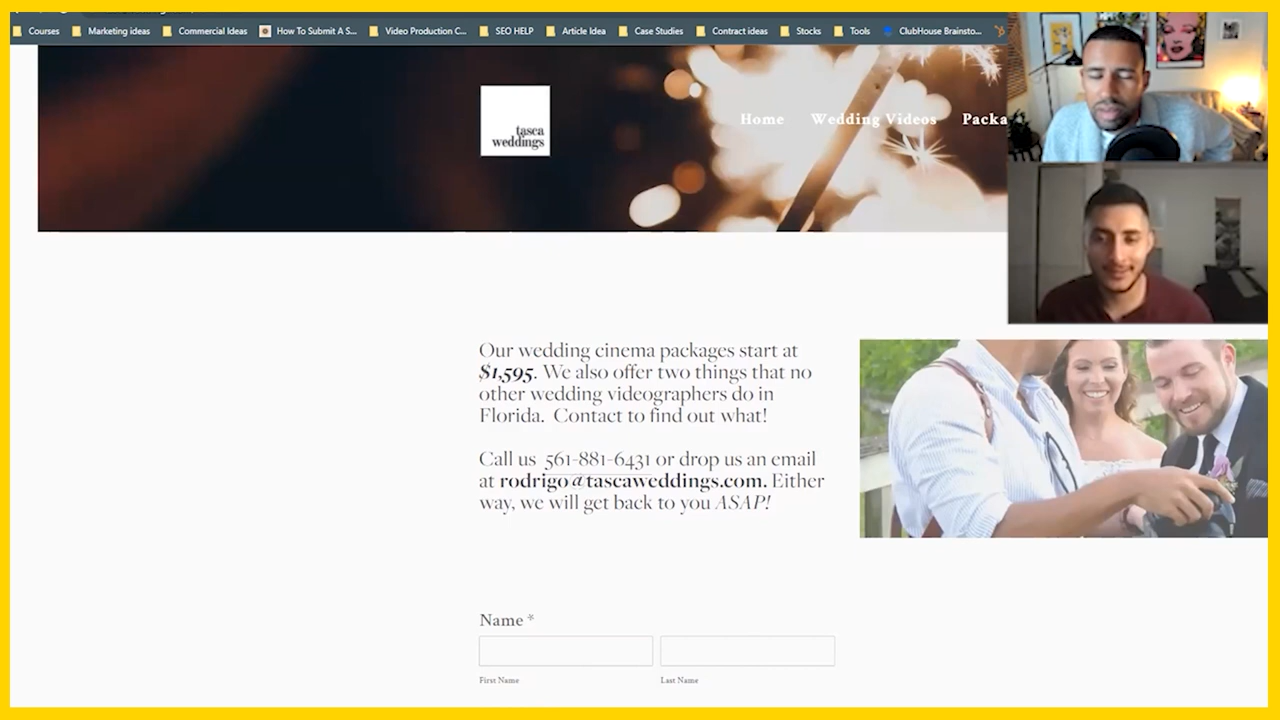 Courses Marketing ideas Commercial Ideas How To Submit A S... Video Production C... SEO HELP Article Idea Case Studies Contract ideas Stocks Tools ClubHouse Brainsto...
tasca
weddings
Home Wedding Videos Packa
Our wedding cinema packages start at
$1,595. We also offer two things that no
other wedding videographers do in
Florida. Contact to find out what!
Call us 561-881-6431 or drop us an email
at rodrigo@tascaweddings.com. Either
way, we will get back to you ASAP!
Name *
First Name Last Name